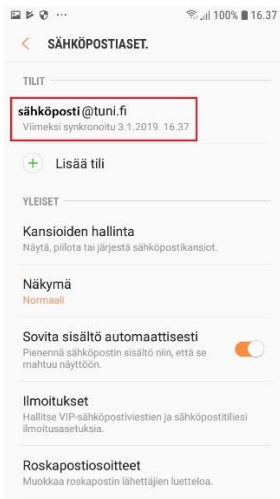 100% 16.37
SÄHKÖPOSTIASET.
TILIT
sähköposti@tuni.fi
Viimeksi synkronoitu 3.1.2019 16.37
Lisää tili
YLEISET
Kansioiden hallinta
Näytä, piilota tai järjestä sähköpostikansiot.
Näkymä
Normaali
Sovita sisältö automaattisesti
Pienennä sähköpostin sisältö niin, että se
mahtuu näyttöön.
Ilmoitukset
Hallitse VIP-sähköpostiviestien ja sähköpostitiliesi
ilmoitusasetuksia.
Roskapostiosoitteet
Muokkaa roskapostin lähettäjien luetteloa.